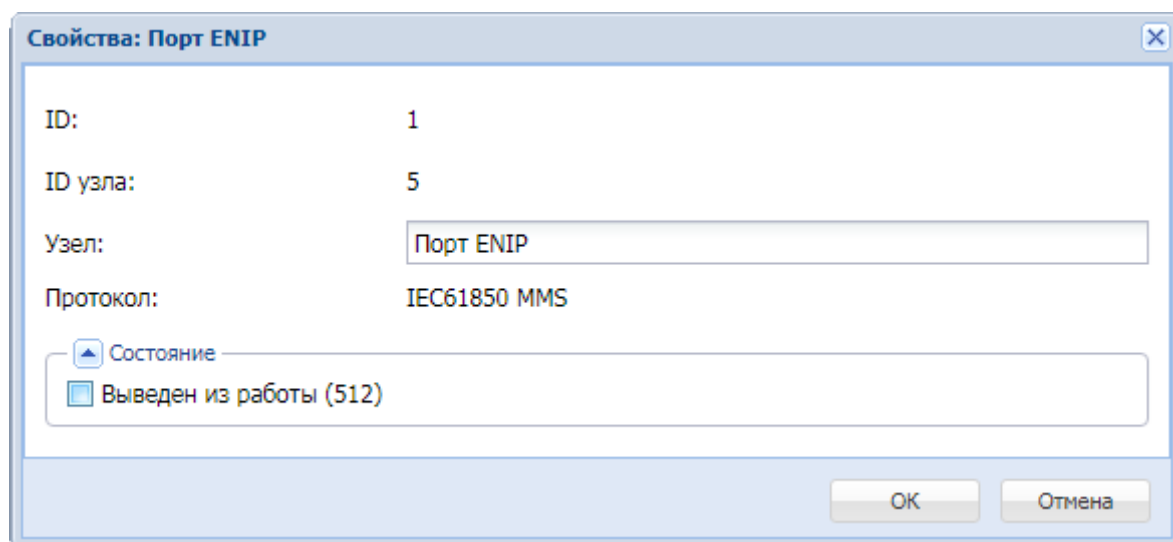 Свойства: Порт ENIP
ID: 1
ID узла: 5
Узел: Порт ENIP
Протокол: IEC61850 MMS
Состояние
Выведен из работы (512)
OK Отмена